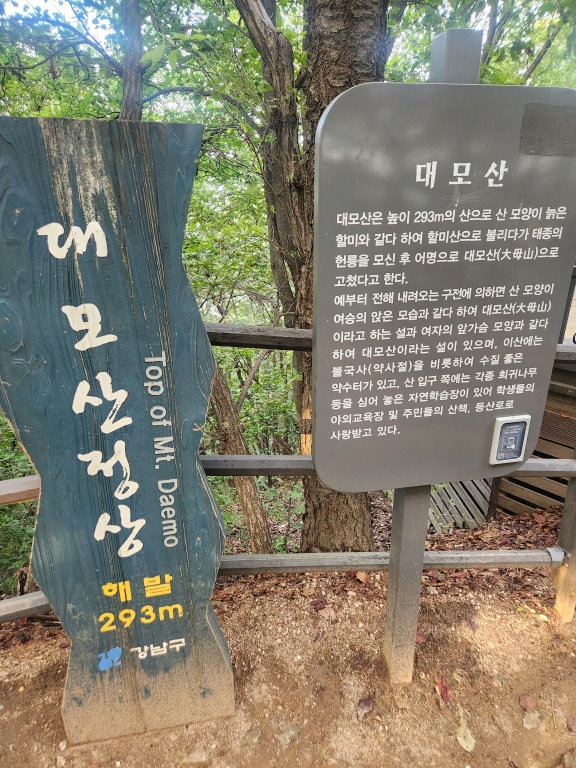 대모산정상
Top of Mt. Daemo
해발
293m
강남구
대모산
대모산은 높이 293m의 산으로 산 모양이 늙은
할미와 같다 하여 할미산으로 불리다가 태종의
헌릉을 모신 후 어명으로 대모산(大母山)으로
고쳤다고 한다.
예부터 전해 내려오는 구전에 의하면 산 모양이
여승의 앉은 모습과 같다 하여 대모산(大母山)
이라고 하는 설과 여자의 앞가슴 모양과 같다
하여 대모산이라는 설이 있으며, 이산에는
불국사(약사절)을 비롯하여 수질 좋은
약수터가 있고, 산 입구 쪽에는 각종 희귀나무
등을 심어 놓은 자연학습장이 있어 학생들의
야외교육장 및 주민들의 산책, 등산로로
사랑받고 있다.